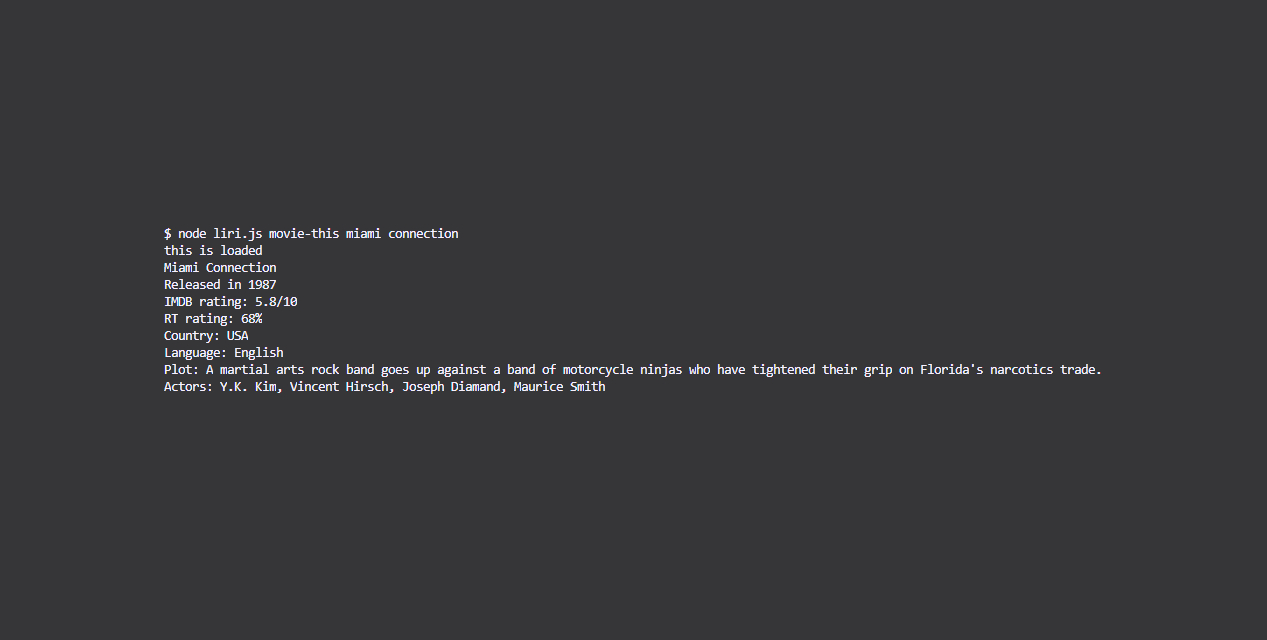 $ node liri.js movie-this miami connection
this is loaded
Miami Connection
Released in 1987
IMDB rating: 5.8/10
RT rating: 68%
Country: USA
Language: English
Plot: A martial arts rock band goes up against a band of motorcycle ninjas who have tightened their grip on Florida's narcotics trade.
Actors: Y.K. Kim, Vincent Hirsch, Joseph Diamand, Maurice Smith